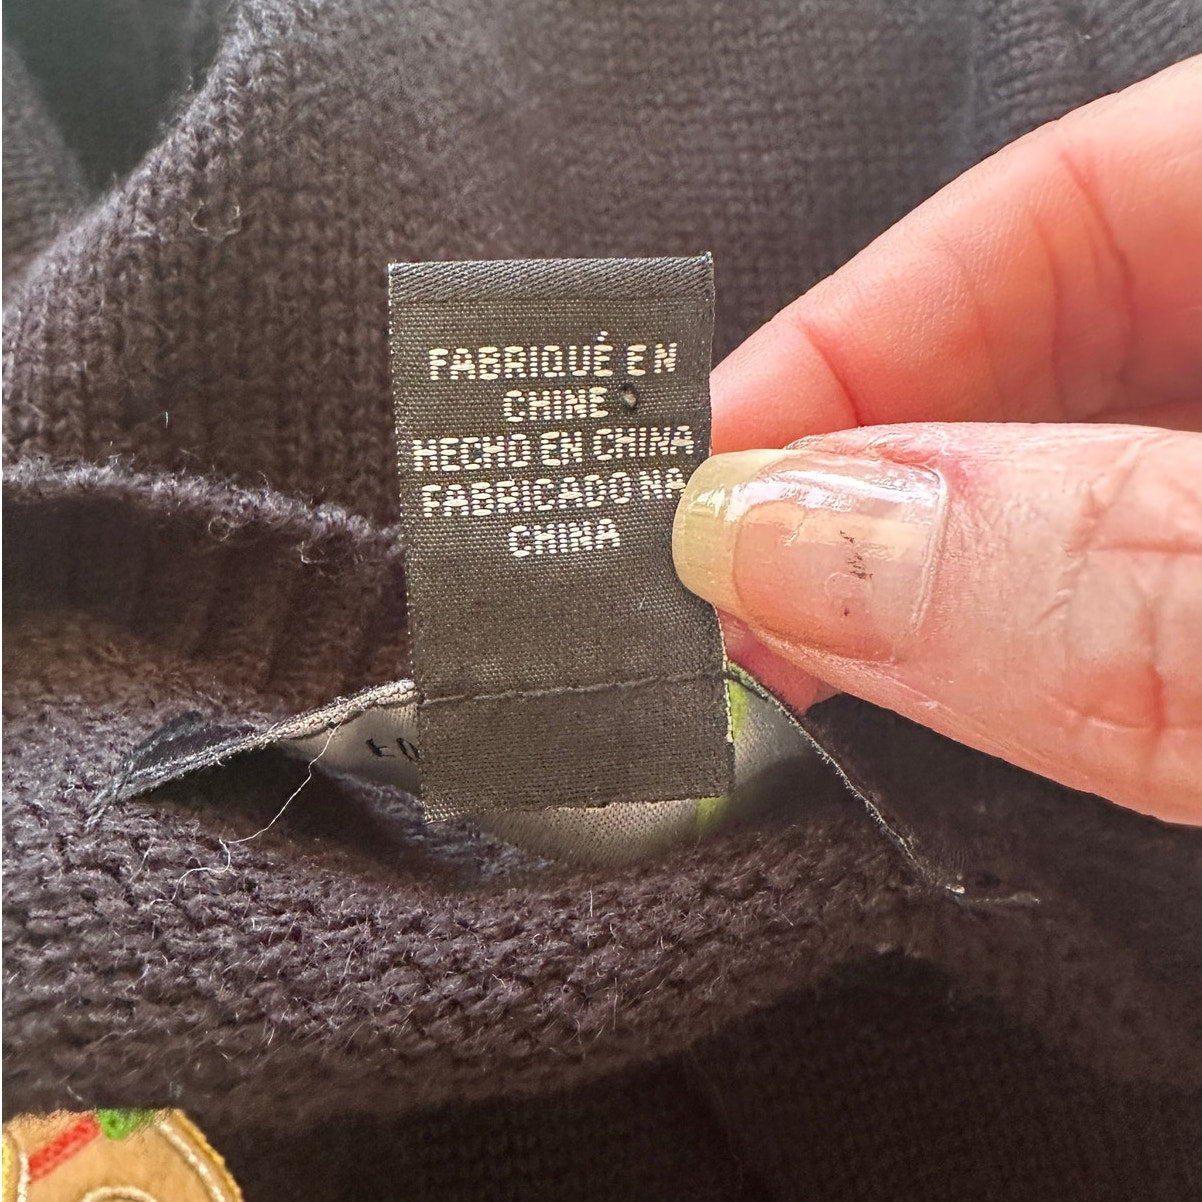 FABRIQUÉ EN
CHINE
HECHO EN CHINA
FABRICADO NA
CHINA